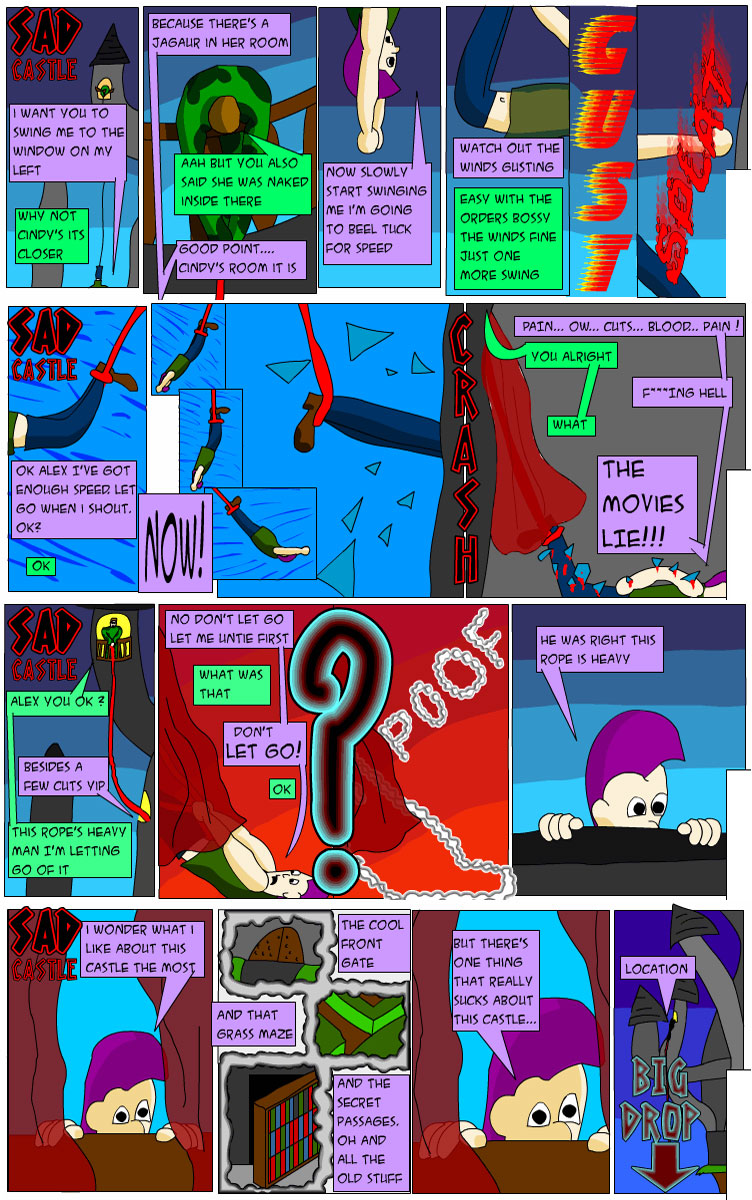 SAD
CASTLE
I WANT YOU TO
SWING ME TO THE
WINDOW ON MY
LEFT
WHY NOT
CINDY'S ITS
CLOSER
BECAUSE THERE'S A
JAGAUR IN HER ROOM
AAH BUT YOU ALSO
SAID SHE WAS NAKED
INSIDE THERE
GOOD POINT....
CINDY'S ROOM IT IS
NOW SLOWLY
START SWINGING
ME I'M GOING
TO BEEL TUCK
FOR SPEED
WATCH OUT THE
WINDS GUSTING
EASY WITH THE
ORDERS BOSSY
THE WINDS FINE
JUST ONE
MORE SWING
GUST
SPLAT
SAD
CASTLE
OK ALEX I'VE GOT
ENOUGH SPEED LET
GO WHEN I SHOUT.
OK?
OK
NOW!
CRASH
PAIN... OW... CUTS... BLOOD... PAIN !
YOU ALRIGHT
F***ING HELL
WHAT
THE
MOVIES
LIE!!!
SAD
CASTLE
ALEX YOU OK ?
BESIDES A
FEW CUTS YIP
THIS ROPE'S HEAVY
MAN I'M LETTING
GO OF IT
NO DON'T LET GO
LET ME UNTIE FIRST
WHAT WAS
THAT
DON'T
LET GO!
OK
?
POOF
HE WAS RIGHT THIS
ROPE IS HEAVY
SAD
CASTLE
I WONDER WHAT I
LIKE ABOUT THIS
CASTLE THE MOST
THE COOL
FRONT
GATE
AND THAT
GRASS MAZE
AND THE
SECRET
PASSAGES.
OH AND
ALL THE
OLD STUFF
BUT THERE'S
ONE THING
THAT REALLY
SUCKS ABOUT
THIS CASTLE...
LOCATION
BIG
DROP